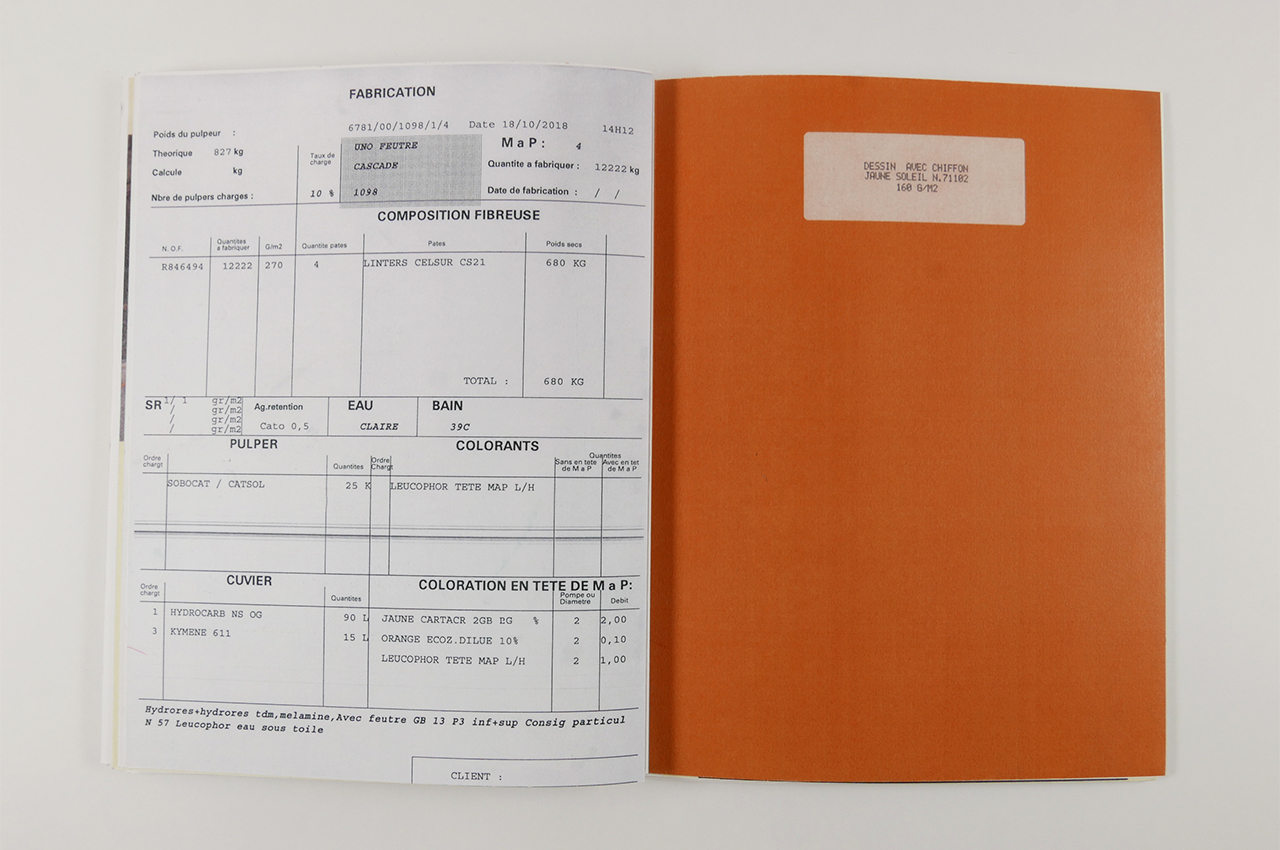 FABRICATION
6781/00/1098/1/4 Date 18/10/2018 14H12
Poids du pulpeur :
Theorique 827 kg
Calcule kg
Nbre de pulpers charges :
Taux de charge
10 %
UNO FEUTRE
CASCADE
1098
M a P : 4
Quantite a fabriquer : 12222 kg
Date de fabrication : / /
COMPOSITION FIBREUSE
N. O.F. Quantites a fabriquer G/m2 Quantite pates Pates Poids secs
R846494 12222 270 4 LINTERS CELSUR CS21 680 KG
TOTAL : 680 KG
SR 1/ 1 gr/m2
/ gr/m2
/ gr/m2
/ gr/m2
Ag.retention
Cato 0,5
EAU
CLAIRE
BAIN
39C
PULPER COLORANTS
Ordre chargt Quantites Ordre Chargt Quantites
Sans en tete de M a P Avec en tet de M a P
SOBOCAT / CATSOL 25 K LEUCOPHOR TETE MAP L/H
CUVIER COLORATION EN TETE DE M a P:
Ordre chargt Quantites Pompe ou Diametre Debit
1 HYDROCARB NS OG 90 L JAUNE CARTACR 2GB % 2 2,00
3 KYMENE 611 15 L ORANGE ECOZ.DILUE 10% 2 0,10
LEUCOPHOR TETE MAP L/H 2 1,00
Hydrores+hydrores tdm,melamine,Avec feutre GB 13 P3 inf+sup Consig particul
N 57 Leucophor eau sous toile
CLIENT :
DESSIN AVEC CHIFFON
JAUNE SOLEIL N.71102
160 G/M2